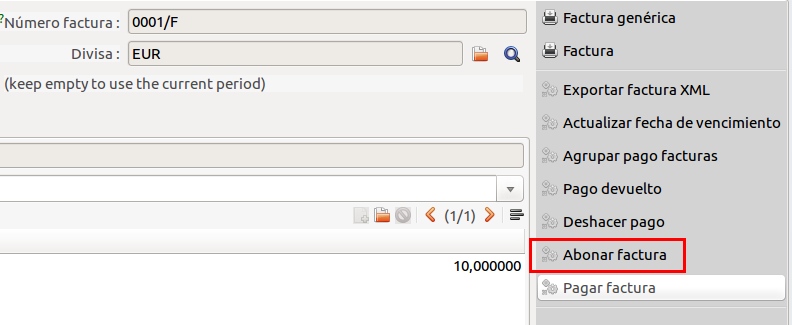 ?Número factura : 0001/F
Divisa : EUR
(keep empty to use the current period)
(1/1)
10,000000
Factura genérica
Factura
Exportar factura XML
Actualizar fecha de vencimiento
Agrupar pago facturas
Pago devuelto
Deshacer pago
Abonar factura
Pagar factura